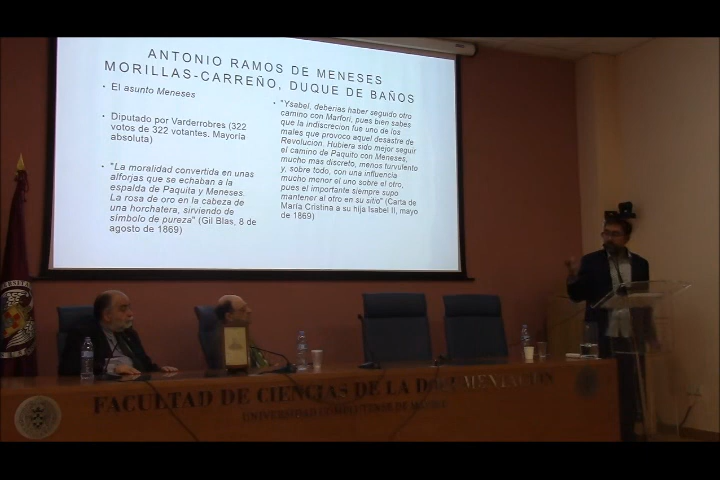 ANTONIO RAMOS DE MENESES
MORILLAS-CARREÑO, DUQUE DE BAÑOS
• El asunto Meneses
• Diputado por Varderrobres (322
votos de 322 votantes. Mayoría
absoluta)
• "La moralidad convertida en unas
alforjas que se echaban a la
espalda de Paquita y Meneses.
La rosa de oro en la cabeza de
una horchatera, sirviendo de
símbolo de pureza" (Gil Blas, 8 de
agosto de 1869)
• "Ysabel, deberias haber seguido otro
camino con Marfori, pues bien sabes
que la indiscrecion fue uno de los
males que provoco aquel desastre de
Revolucion. Hubiera sido mejor seguir
el camino de Paquito con Meneses,
mucho mas discreto, menos turvulento
y, sobre todo, con una influencia
mucho menor el uno sobre el otro,
pues el importante siempre supo
mantener al otro en su sitio" (Carta de
María Cristina a su hija Isabel II, mayo
de 1869)
FACULTAD DE CIENCIAS DE LA DOCUMENTACIÓN
UNIVERSIDAD COMPLUTENSE DE MADRID